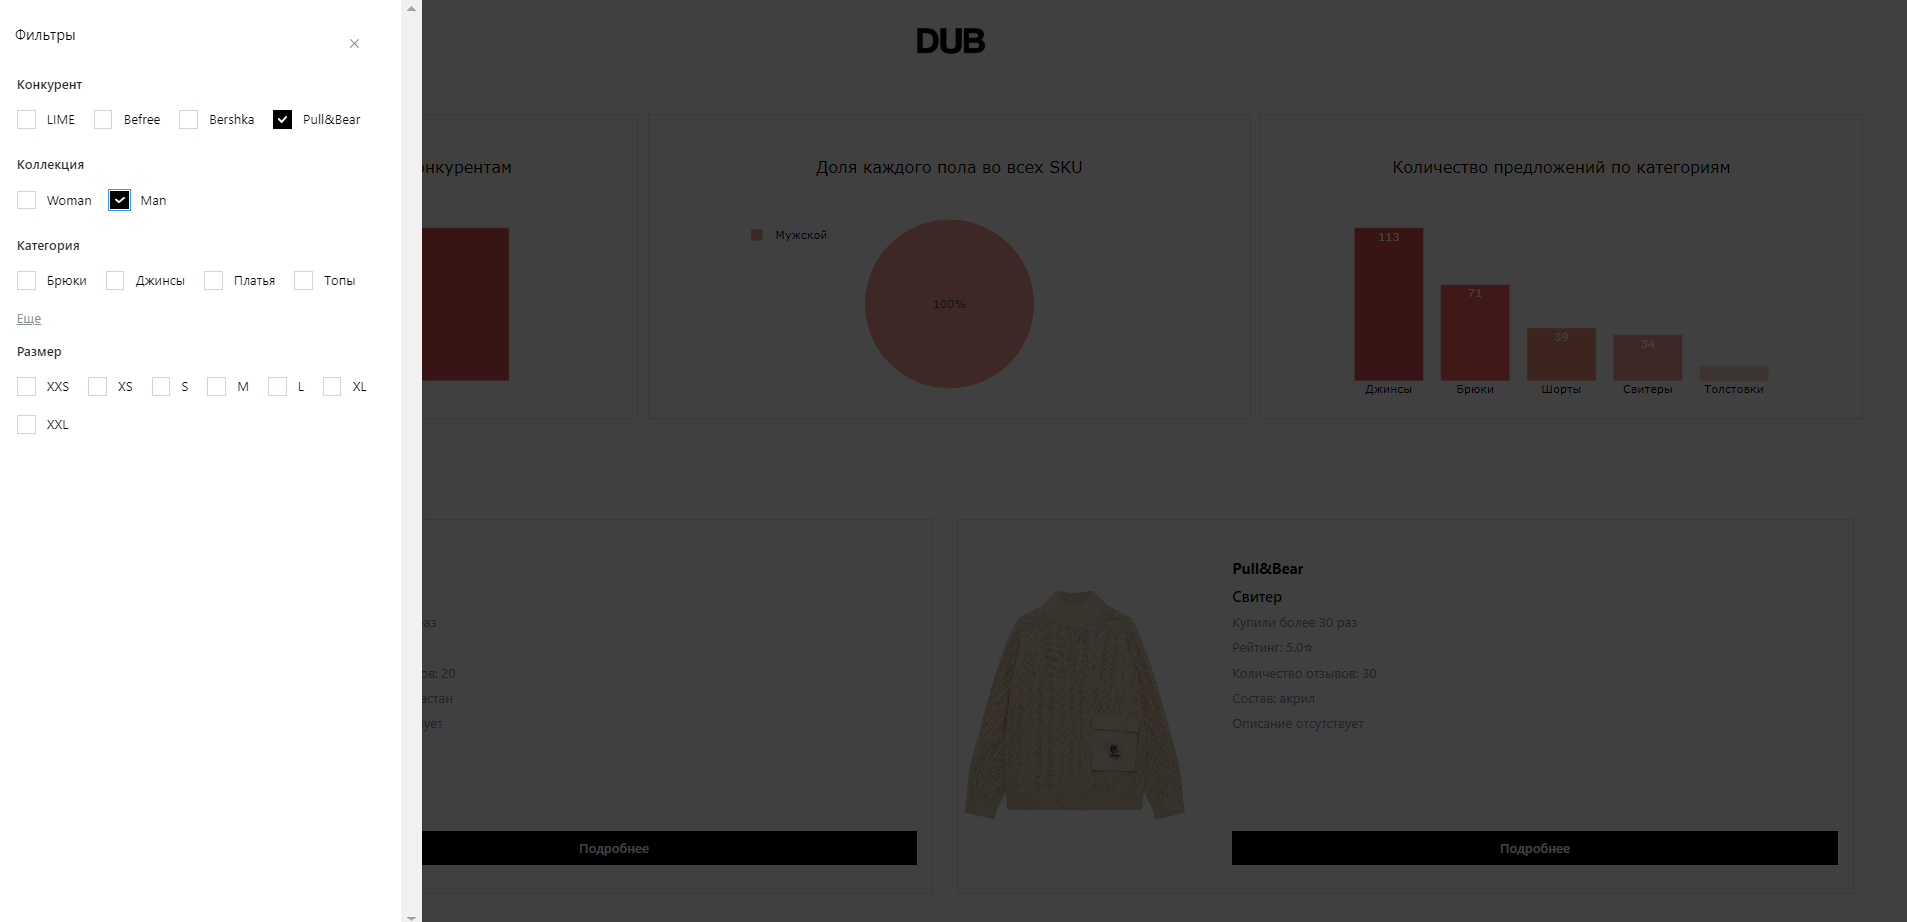 Фильтры
Конкурент
LIME Befree Bershka Pull&Bear
Коллекция
Woman Man
Категория
Брюки Джинсы Платья Топы
Еще
Размер
XXS XS S M L XL
XXL
DUB
онкурентам
Доля каждого пола во всех SKU
Мужской
100%
Количество предложений по категориям
113
71
39
34
Джинсы Брюки Шорты Свитеры Толстовки
раз
ов: 20
астан
ует
Подробнее
Pull&Bear
Свитер
Купили более 30 раз
Рейтинг: 5.0☆
Количество отзывов: 30
Состав: акрил
Описание отсутствует
Подробнее